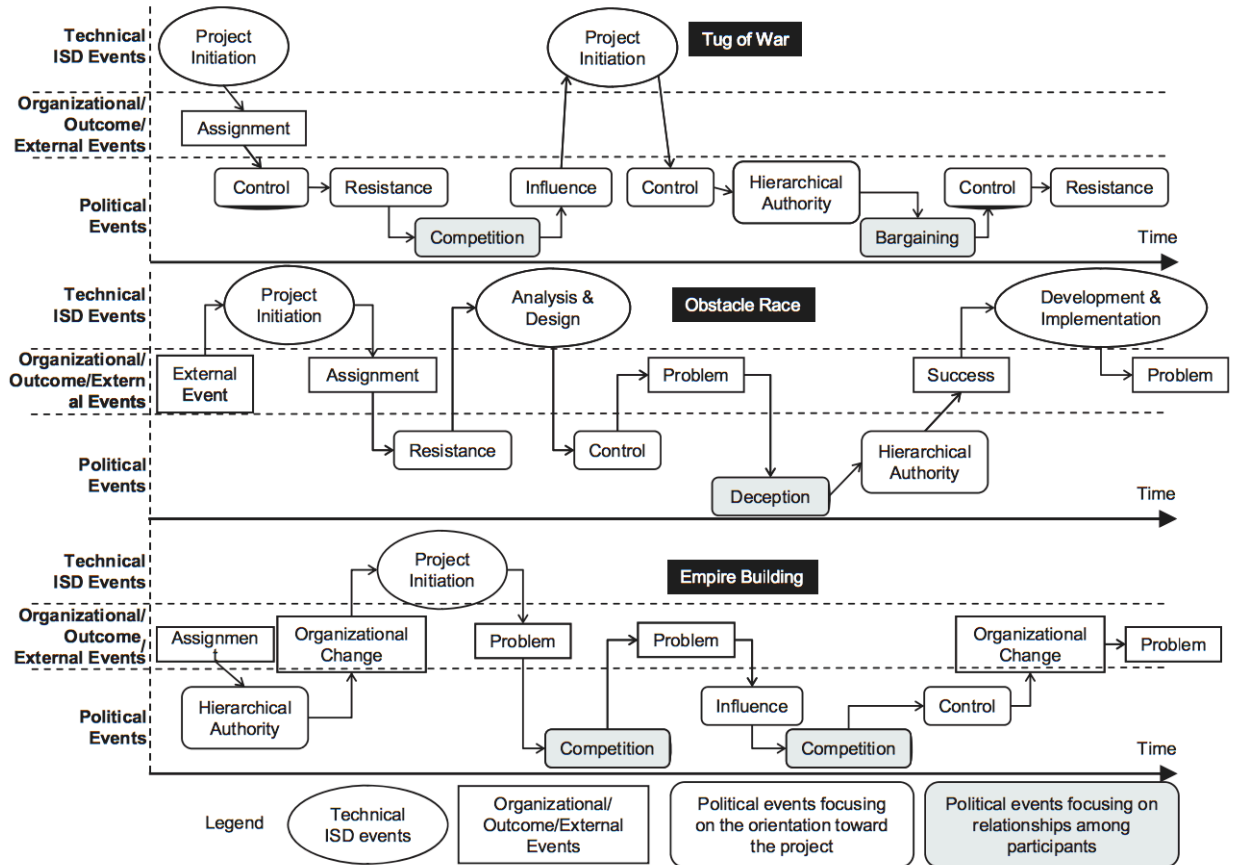 Technical
ISD Events
Project
Initiation
Project
Initiation
Tug of War
Organizational/
Outcome/
External Events
Assignment
Political
Events
Control
Resistance
Influence
Control
Hierarchical
Authority
Control
Resistance
Competition
Bargaining
Time
Technical
ISD Events
Project
Initiation
Analysis &
Design
Obstacle Race
Development &
Implementation
Organizational/
Outcome/Extern
al Events
External
Event
Assignment
Problem
Success
Problem
Political
Events
Resistance
Control
Hierarchical
Authority
Deception
Time
Technical
ISD Events
Project
Initiation
Empire Building
Organizational/
Outcome/
External Events
Assignmen
t
Organizational
Change
Problem
Problem
Organizational
Change
Problem
Political
Events
Hierarchical
Authority
Influence
Control
Competition
Competition
Time
Legend
Technical
ISD events
Organizational/
Outcome/External
Events
Political events focusing
on the orientation toward
the project
Political events focusing on
relationships among
participants